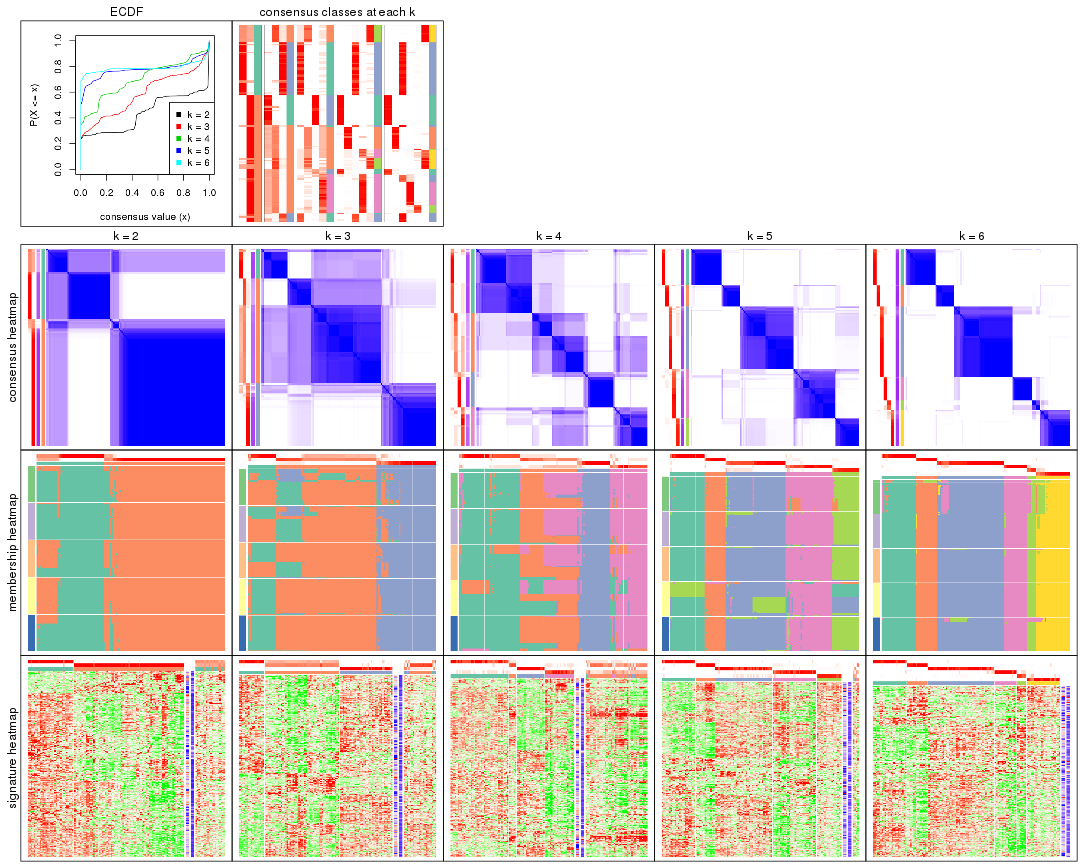 ECDF
consensus classes at each k
P(X <= x)
0.0 0.2 0.4 0.6 0.8 1.0
k = 2
k = 3
k = 4
k = 5
k = 6
0.0 0.2 0.4 0.6 0.8 1.0
consensus value (x)
k = 2 k = 3 k = 4 k = 5 k = 6
consensus heatmap
membership heatmap
signature heatmap